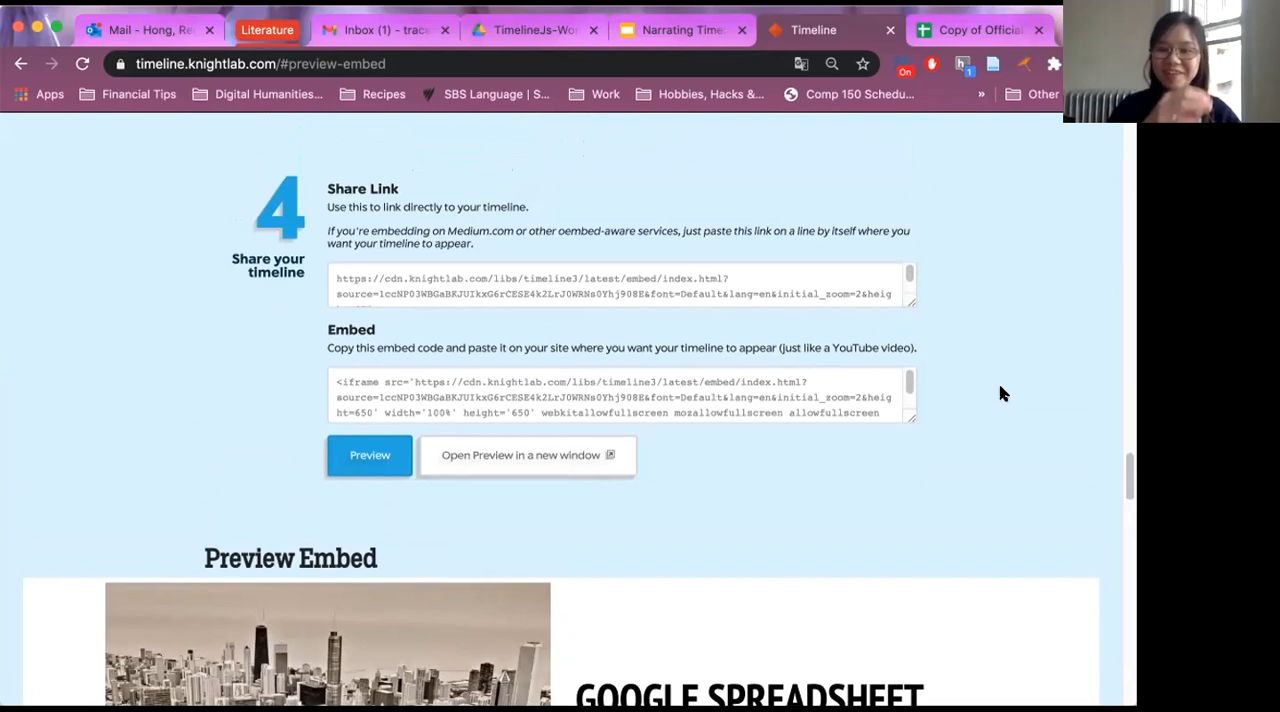 Mail - Hong, Re
Literature
Inbox (1) - trace
TimelineJs-Wor
Narrating Time
Timeline
Copy of Official
timeline.knightlab.com/#preview-embed
On
1
Apps
Financial Tips
Digital Humanities...
Recipes
SBS Language | S...
Work
Hobbies, Hacks &...
Comp 150 Schedu...
»
Other
4
Share your
timeline
Share Link
Use this to link directly to your timeline.
If you're embedding on Medium.com or other oembed-aware services, just paste this link on a line by itself where you
want your timeline to appear.
https://cdn.knightlab.com/libs/timeline3/latest/embed/index.html?
source=1ccNP03WBGaBKJUIkxG6rCESE4k2LrJ0WRNs0Yhj908E&font=Default&lang=en&initial_zoom=2&heig
Embed
Copy this embed code and paste it on your site where you want your timeline to appear (just like a YouTube video).
<iframe src='https://cdn.knightlab.com/libs/timeline3/latest/embed/index.html?
source=1ccNP03WBGaBKJUIkxG6rCESE4k2LrJ0WRNs0Yhj908E&font=Default&lang=en&initial_zoom=2&heig
ht=650' width='100%' height='650' webkitallowfullscreen mozallowfullscreen allowfullscreen
Preview
Open Preview in a new window
Preview Embed
GOOGLE SPREADSHEET